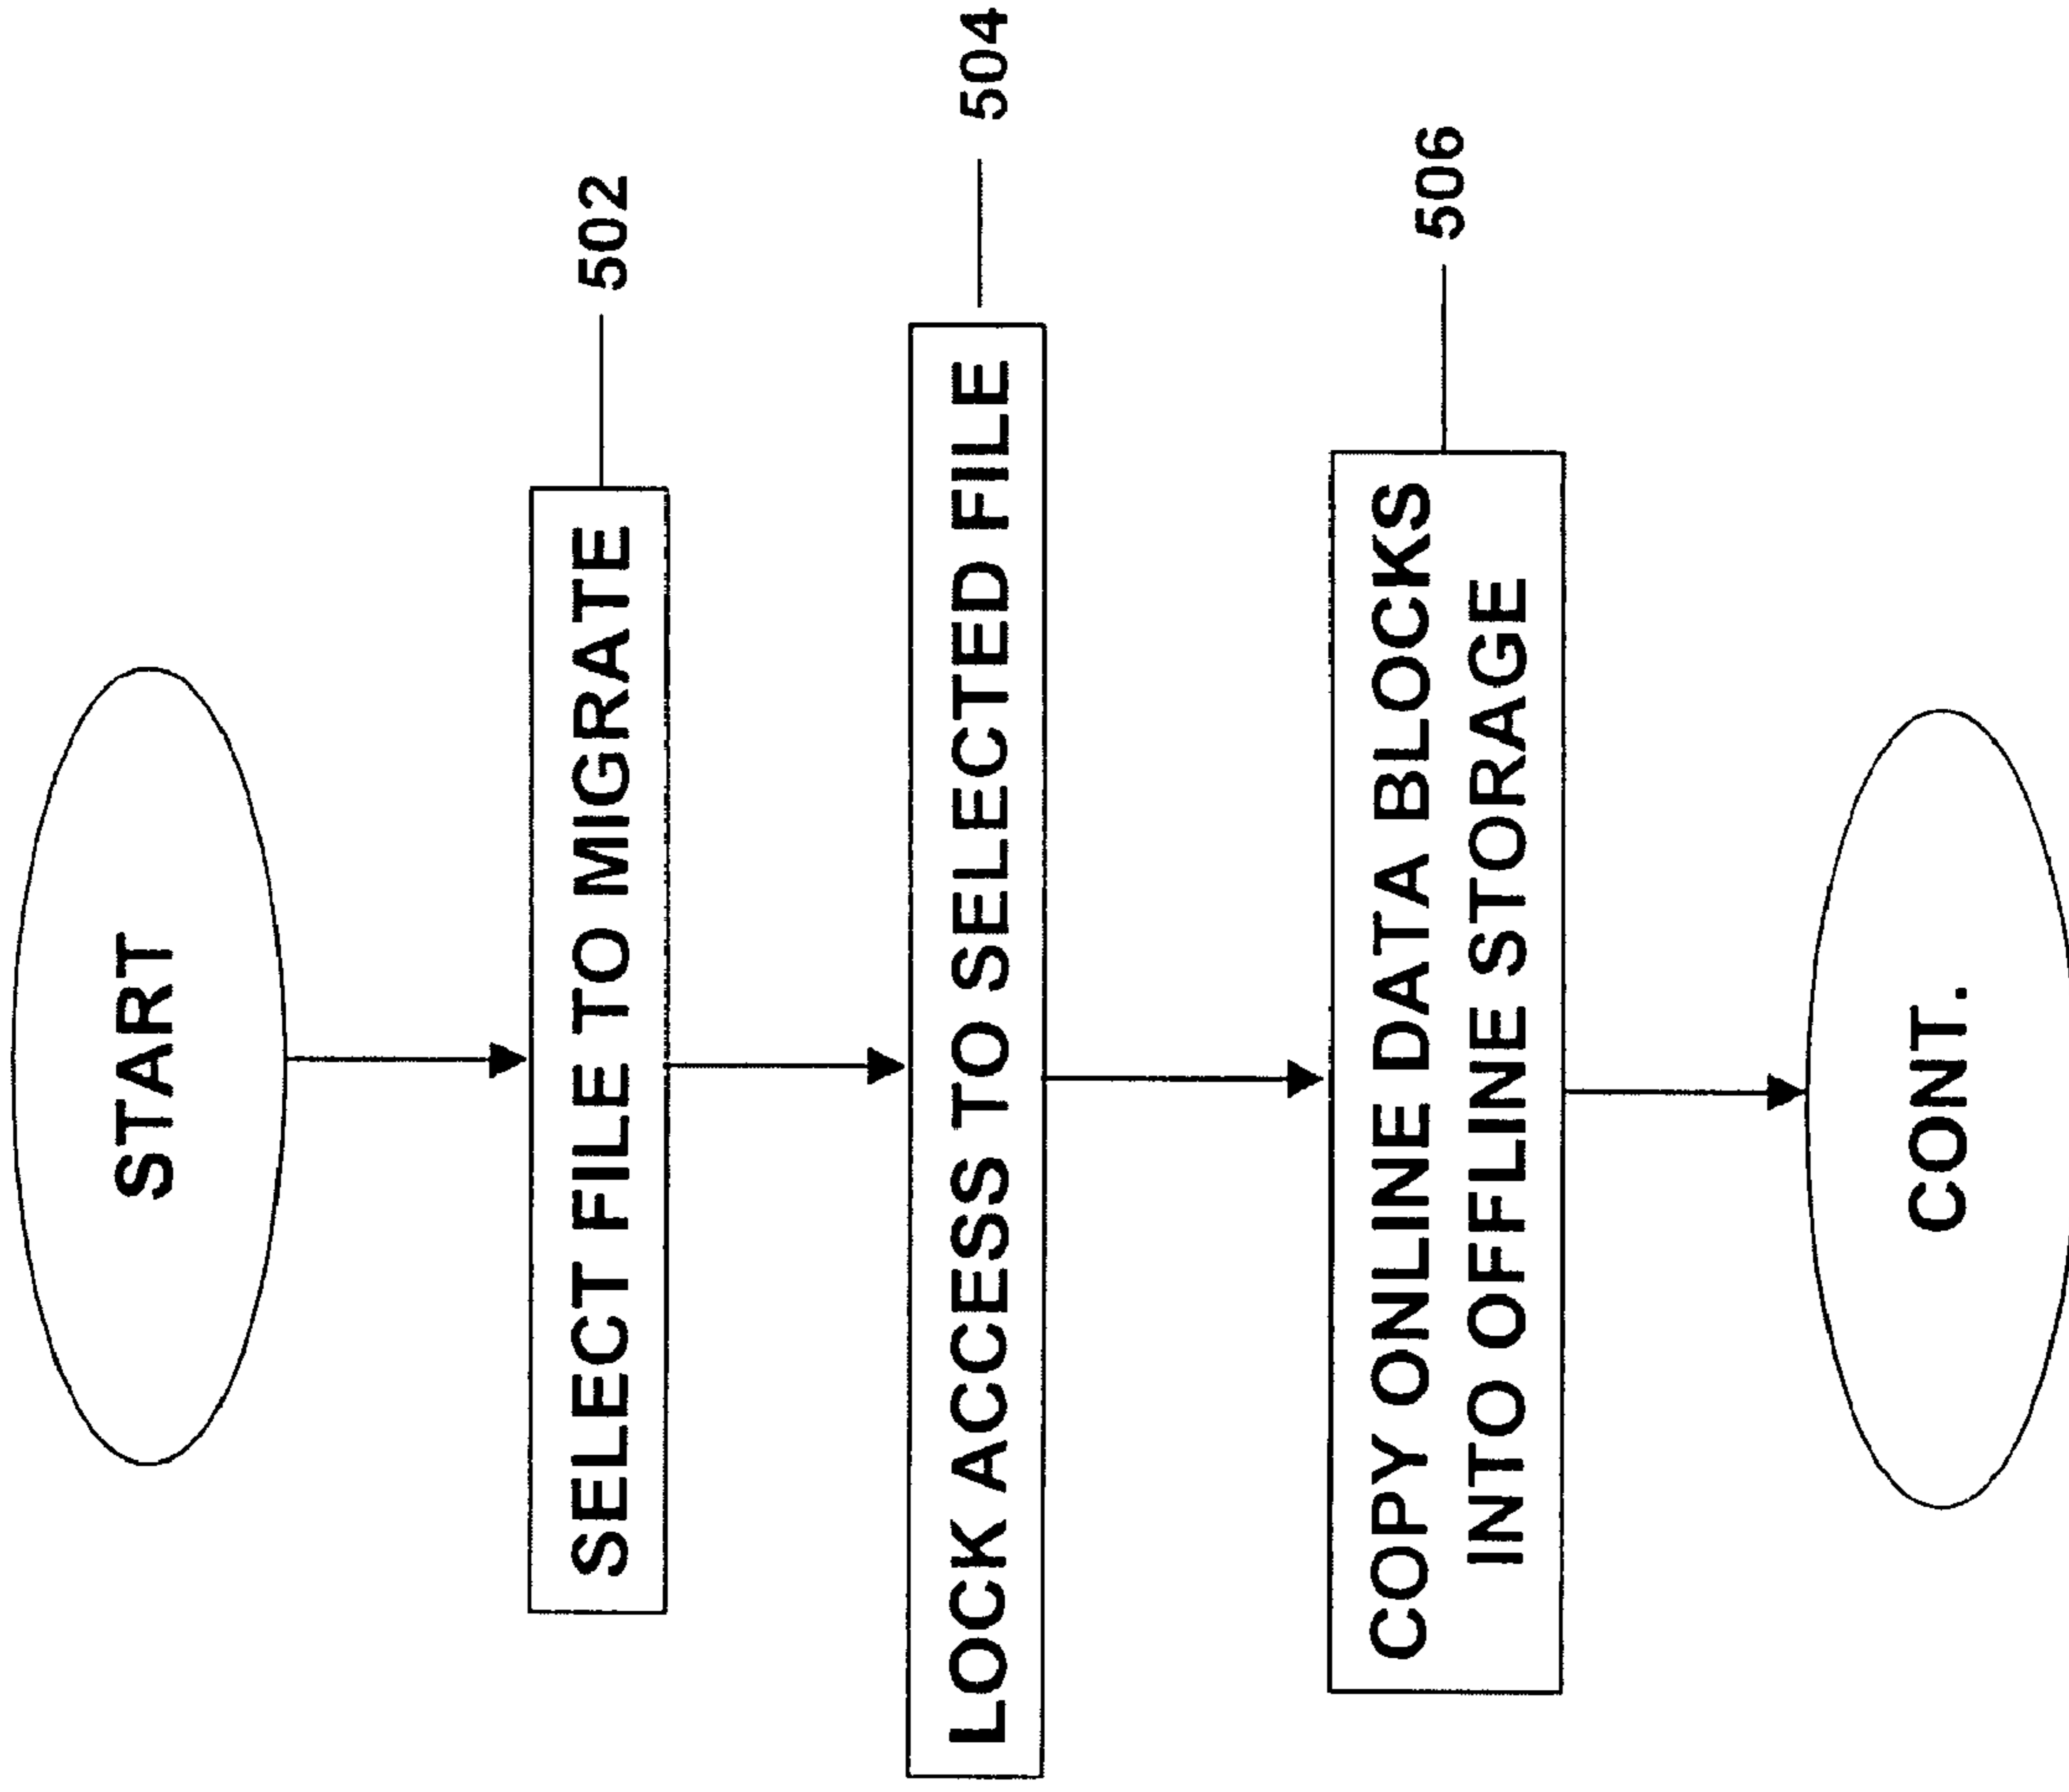 START
SELECT FILE TO MIGRATE
502
LOCK ACCESS TO SELECTED FILE
504
COPY ONLINE DATA BLOCKS
INTO OFFLINE STORAGE
506
CONT.